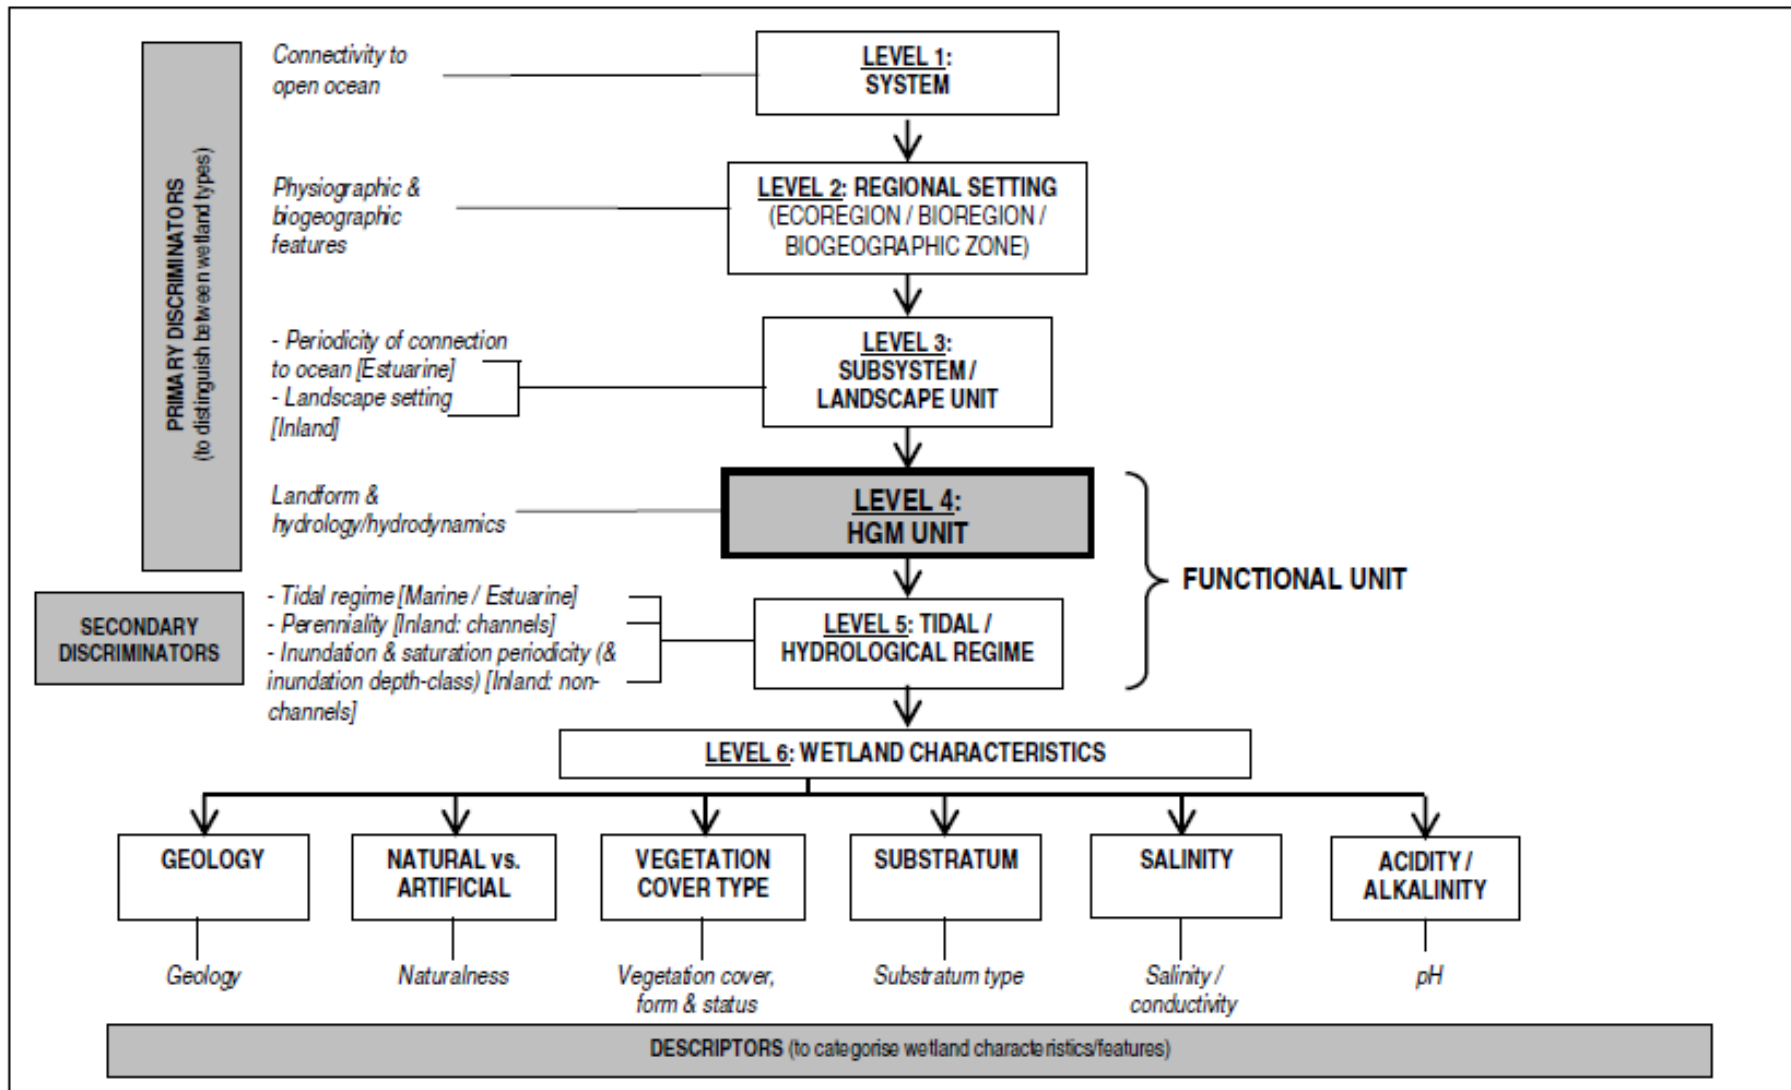 PRIMARY DISCRIMINATORS
(to distinguish between wetland types)
Connectivity to
open ocean
LEVEL 1:
SYSTEM
Physiographic &
biogeographic
features
LEVEL 2: REGIONAL SETTING
(ECOREGION / BIOREGION /
BIOGEOGRAPHIC ZONE)
- Periodicity of connection
to ocean [Estuarine]
- Landscape setting
[Inland]
LEVEL 3:
SUBSYSTEM /
LANDSCAPE UNIT
Landform &
hydrology/hydrodynamics
LEVEL 4:
HGM UNIT
FUNCTIONAL UNIT
SECONDARY
DISCRIMINATORS
- Tidal regime [Marine / Estuarine]
- Perenniality [Inland: channels]
- Inundation & saturation periodicity (&
inundation depth-class) [Inland: non-
channels]
LEVEL 5: TIDAL /
HYDROLOGICAL REGIME
LEVEL 6: WETLAND CHARACTERISTICS
GEOLOGY
NATURAL vs.
ARTIFICIAL
VEGETATION
COVER TYPE
SUBSTRATUM
SALINITY
ACIDITY /
ALKALINITY
Geology
Naturalness
Vegetation cover,
form & status
Substratum type
Salinity /
conductivity
pH
DESCRIPTORS (to categorise wetland characteristics/features)